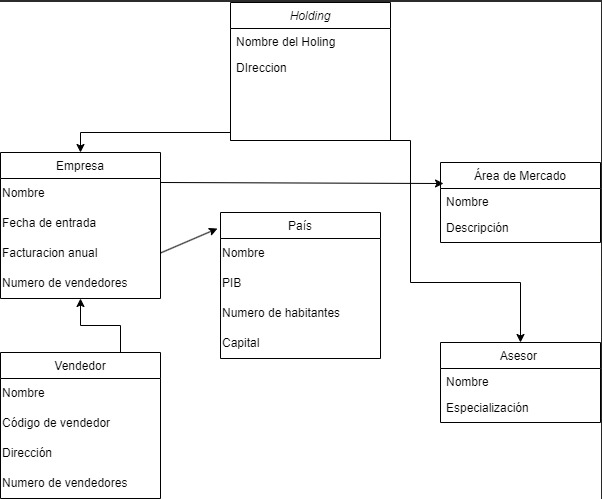 Holding
Nombre del Holing
DIreccion
Empresa
Nombre
Fecha de entrada
Facturacion anual
Numero de vendedores
Área de Mercado
Nombre
Descripción
País
Nombre
PIB
Numero de habitantes
Capital
Vendedor
Nombre
Código de vendedor
Dirección
Numero de vendedores
Asesor
Nombre
Especialización